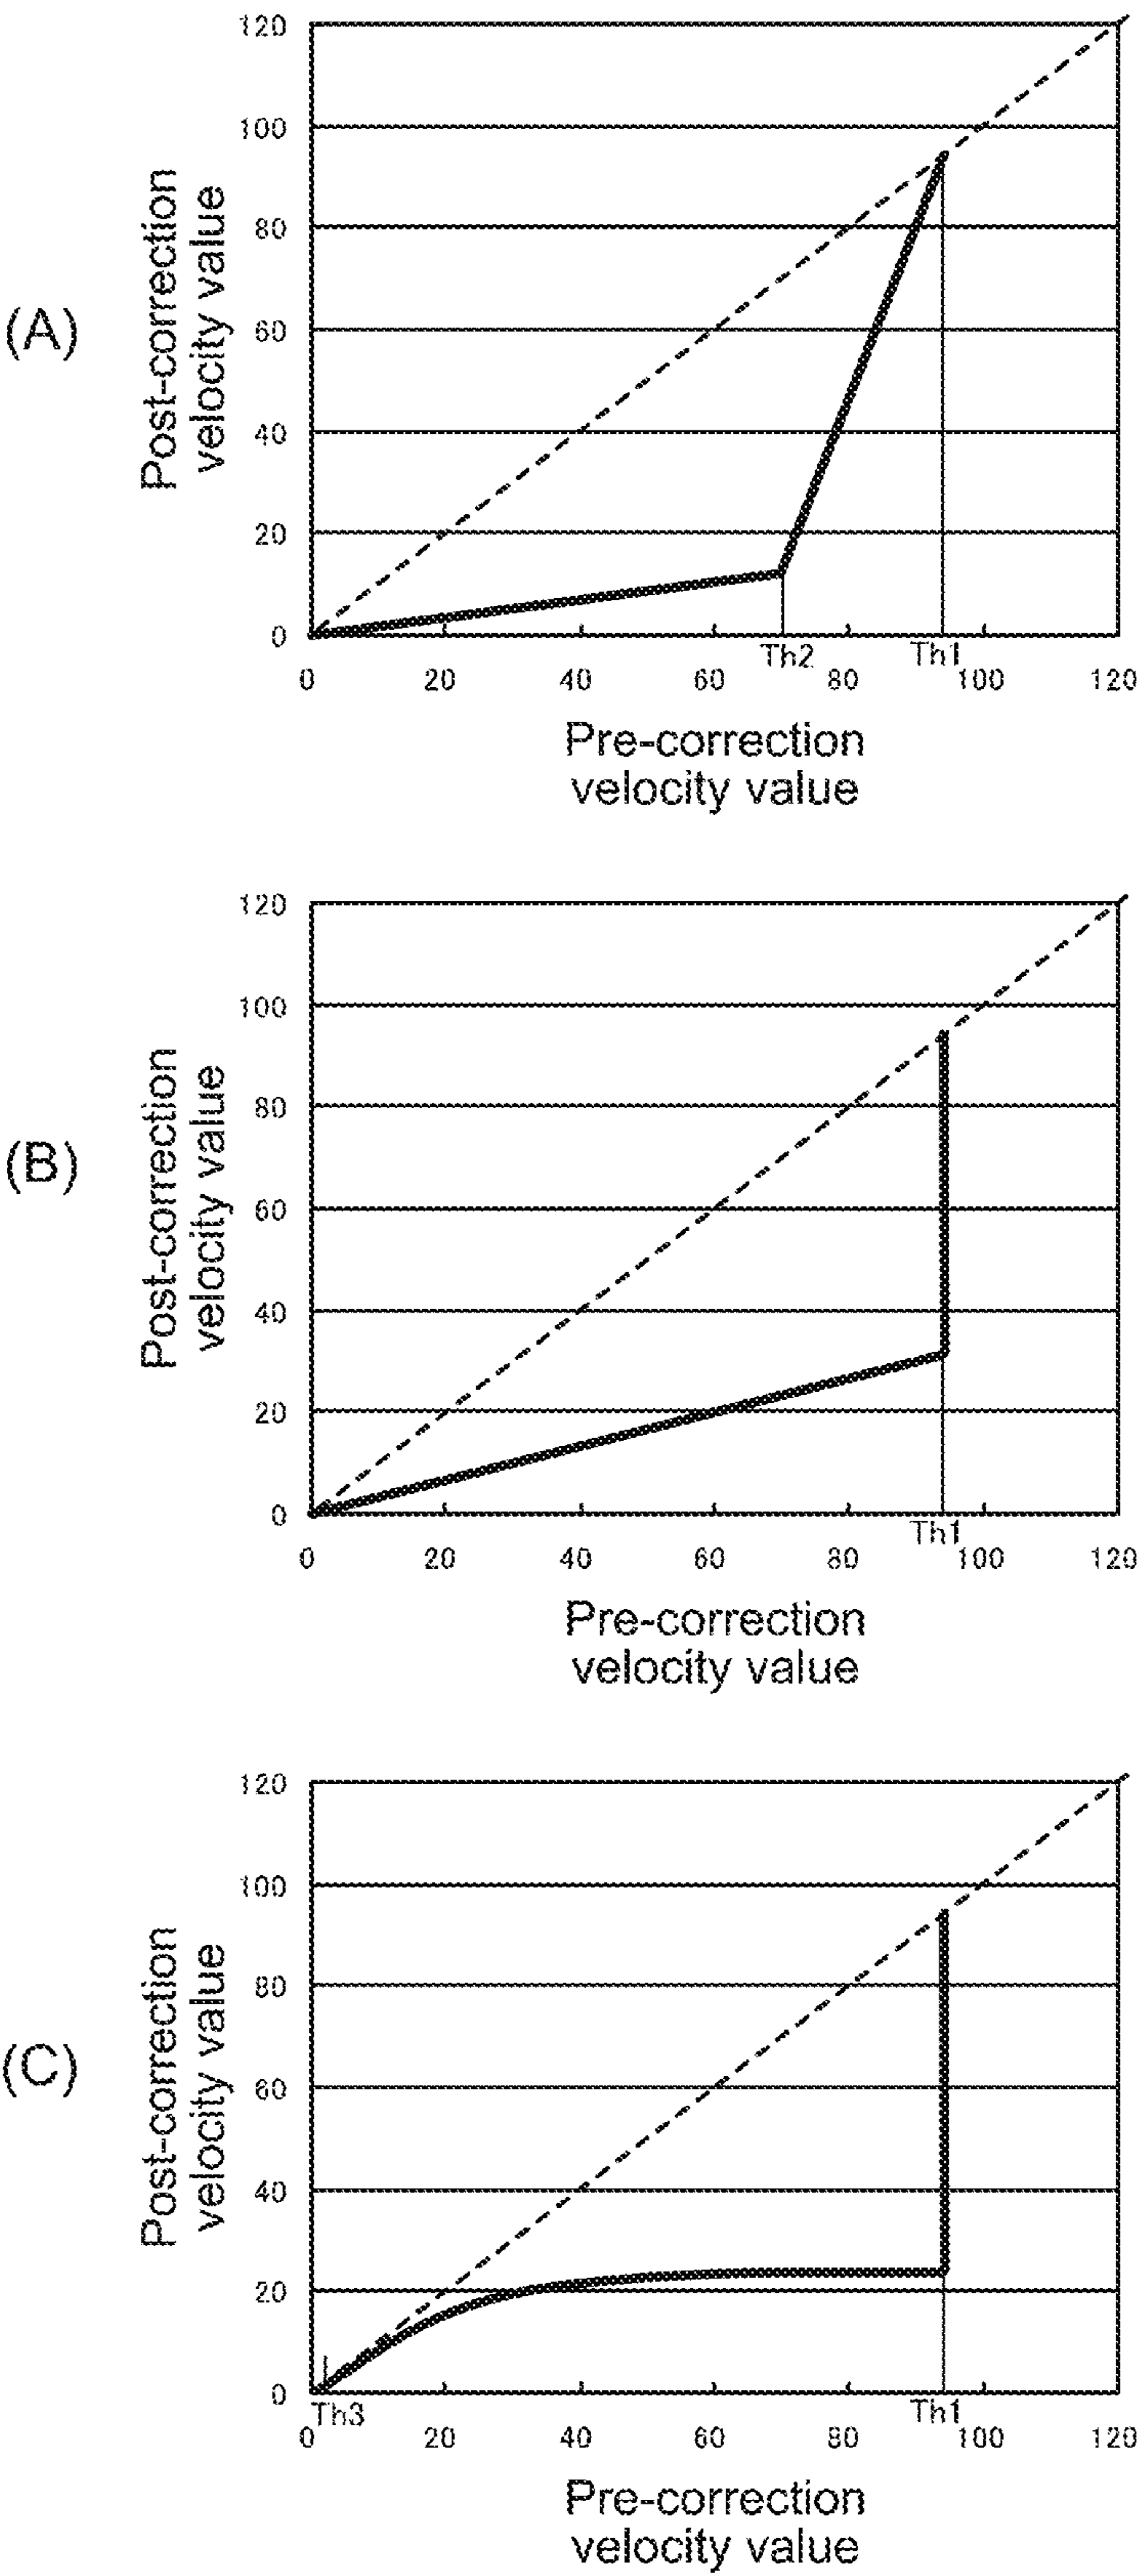 (A)
Post-correction
velocity value
120
100
80
60
40
20
0
Th2 Th1
0 20 40 60 80 100 120
Pre-correction
velocity value
(B)
Post-correction
velocity value
120
100
80
60
40
20
0
Th1
0 20 40 60 80 100 120
Pre-correction
velocity value
(C)
Post-correction
velocity value
120
100
80
60
40
20
0
Th3 Th1
0 20 40 60 80 100 120
Pre-correction
velocity value